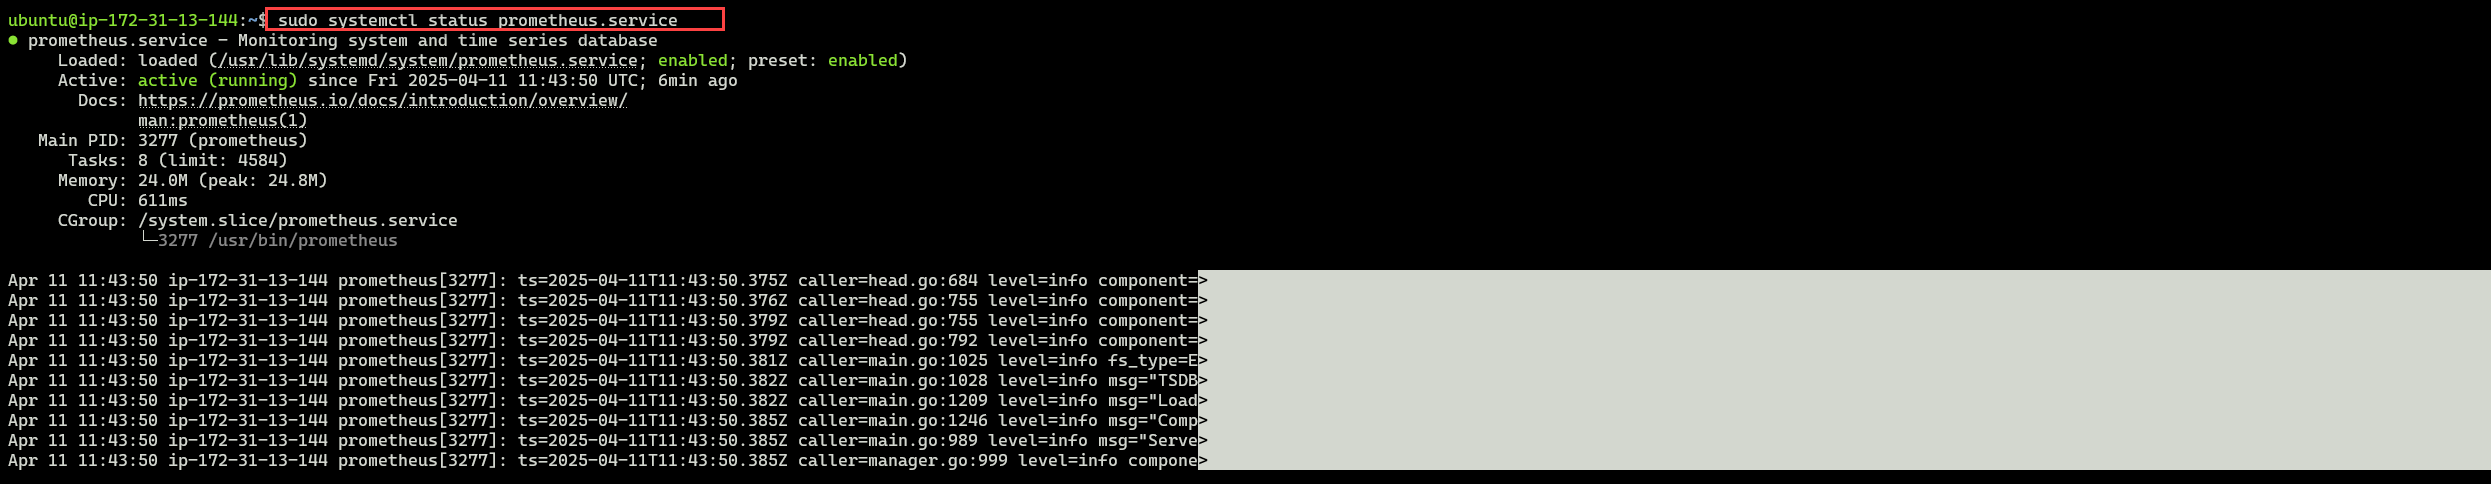 ubuntu@ip-172-31-13-144:~$ sudo systemctl status prometheus.service
● prometheus.service - Monitoring system and time series database
Loaded: loaded (/usr/lib/systemd/system/prometheus.service; enabled; preset: enabled)
Active: active (running) since Fri 2025-04-11 11:43:50 UTC; 6min ago
Docs: https://prometheus.io/docs/introduction/overview/
man:prometheus(1)
Main PID: 3277 (prometheus)
Tasks: 8 (limit: 4584)
Memory: 24.0M (peak: 24.8M)
CPU: 611ms
CGroup: /system.slice/prometheus.service
└─3277 /usr/bin/prometheus
Apr 11 11:43:50 ip-172-31-13-144 prometheus[3277]: ts=2025-04-11T11:43:50.375Z caller=head.go:684 level=info component=>
Apr 11 11:43:50 ip-172-31-13-144 prometheus[3277]: ts=2025-04-11T11:43:50.376Z caller=head.go:755 level=info component=>
Apr 11 11:43:50 ip-172-31-13-144 prometheus[3277]: ts=2025-04-11T11:43:50.379Z caller=head.go:755 level=info component=>
Apr 11 11:43:50 ip-172-31-13-144 prometheus[3277]: ts=2025-04-11T11:43:50.379Z caller=head.go:792 level=info component=>
Apr 11 11:43:50 ip-172-31-13-144 prometheus[3277]: ts=2025-04-11T11:43:50.381Z caller=main.go:1025 level=info fs_type=E>
Apr 11 11:43:50 ip-172-31-13-144 prometheus[3277]: ts=2025-04-11T11:43:50.382Z caller=main.go:1028 level=info msg="TSDB>
Apr 11 11:43:50 ip-172-31-13-144 prometheus[3277]: ts=2025-04-11T11:43:50.382Z caller=main.go:1209 level=info msg="Load>
Apr 11 11:43:50 ip-172-31-13-144 prometheus[3277]: ts=2025-04-11T11:43:50.385Z caller=main.go:1246 level=info msg="Comp>
Apr 11 11:43:50 ip-172-31-13-144 prometheus[3277]: ts=2025-04-11T11:43:50.385Z caller=main.go:989 level=info msg="Serve>
Apr 11 11:43:50 ip-172-31-13-144 prometheus[3277]: ts=2025-04-11T11:43:50.385Z caller=manager.go:999 level=info compone>